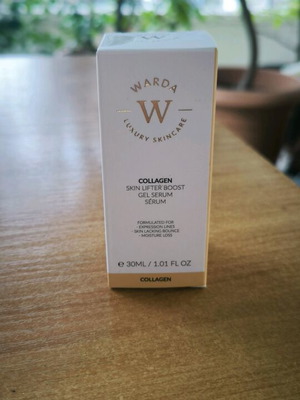 WARDA
W
LUXURY SKINCARE
COLLAGEN
SKIN LIFTER BOOST
GEL SERUM
SÉRUM
FORMULATED FOR
· EXPRESSION LINES
· SKIN LACKING BOUNCE
· MOISTURE LOSS
℮ 30ML / 1.01 FL OZ
COLLAGEN